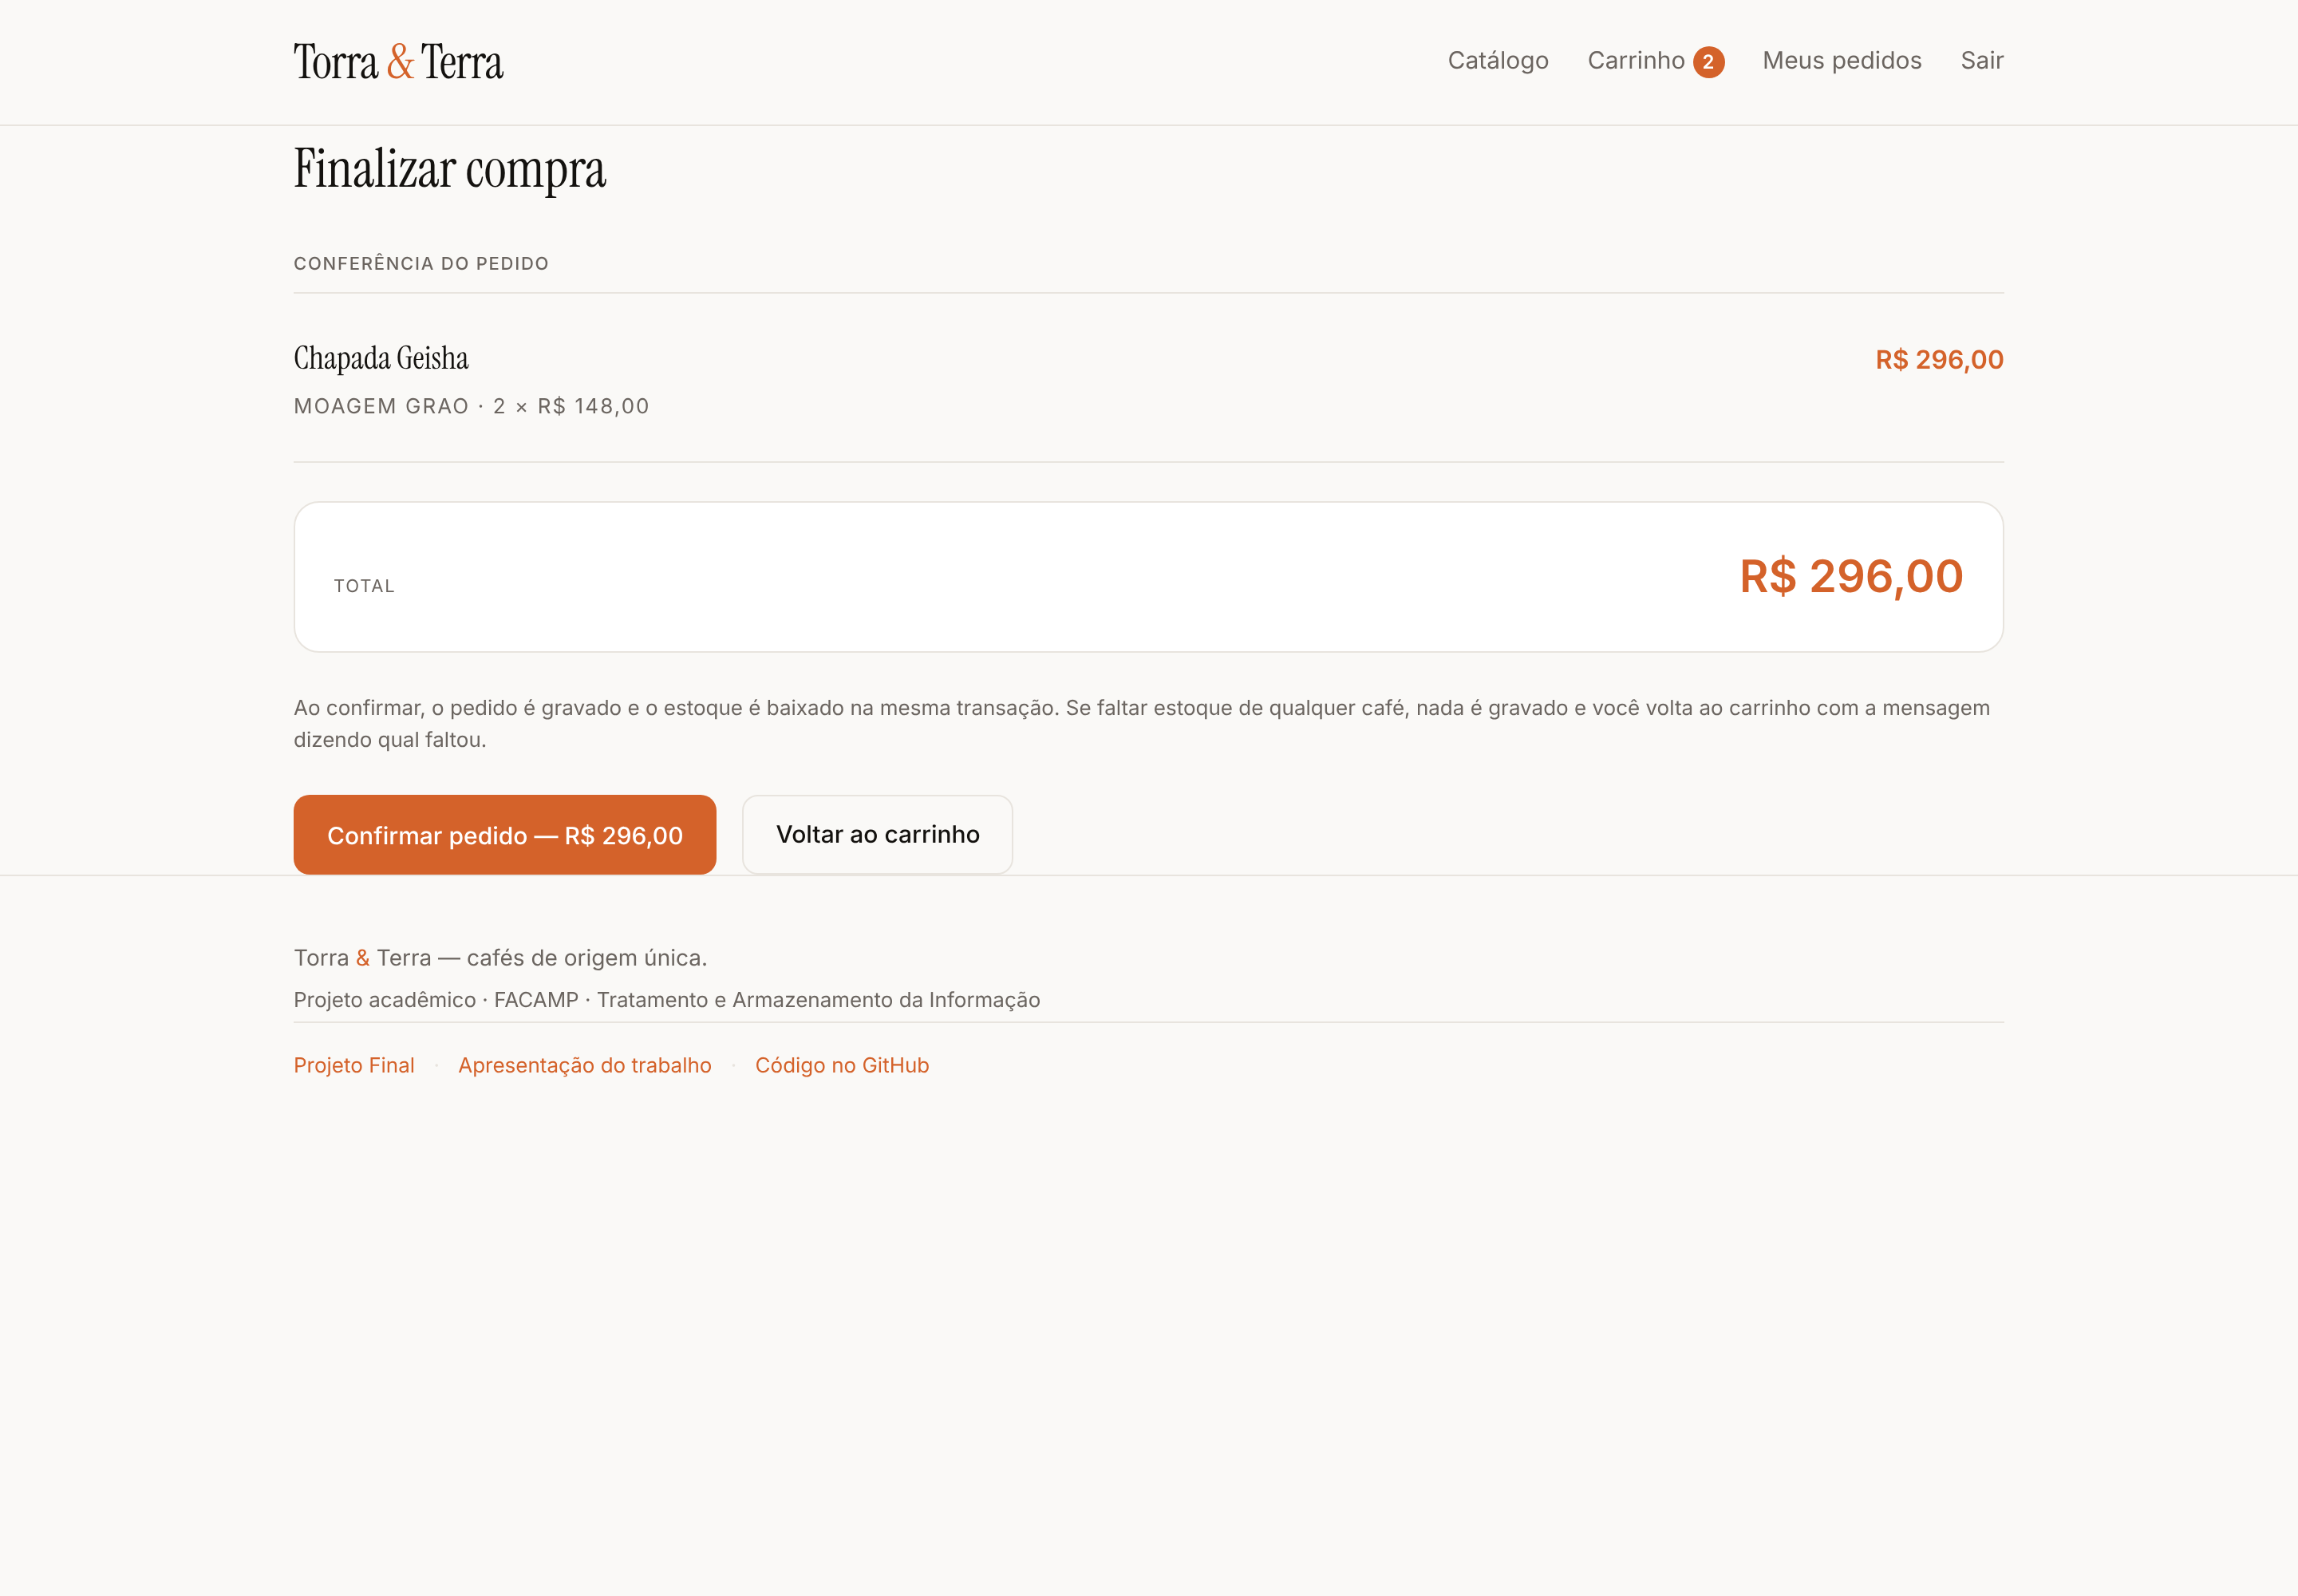 Torra & Terra
Catálogo Carrinho 2 Meus pedidos Sair
Finalizar compra
CONFERÊNCIA DO PEDIDO
Chapada Geisha R$ 296,00
MOAGEM GRAO · 2 × R$ 148,00
TOTAL R$ 296,00
Ao confirmar, o pedido é gravado e o estoque é baixado na mesma transação. Se faltar estoque de qualquer café, nada é gravado e você volta ao carrinho com a mensagem
dizendo qual faltou.
Confirmar pedido — R$ 296,00 Voltar ao carrinho
Torra & Terra — cafés de origem única.
Projeto acadêmico · FACAMP · Tratamento e Armazenamento da Informação
Projeto Final · Apresentação do trabalho · Código no GitHub